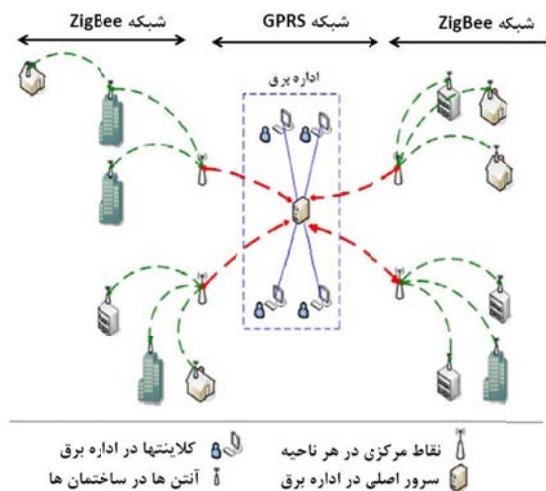 شبکه ZigBee
شبکه GPRS
شبکه ZigBee
اداره برق
نقاط مرکزی در هر ناحیه
کلاینتها در اداره برق
سرور اصلی در اداره برق
آنتن ها در ساختمان ها